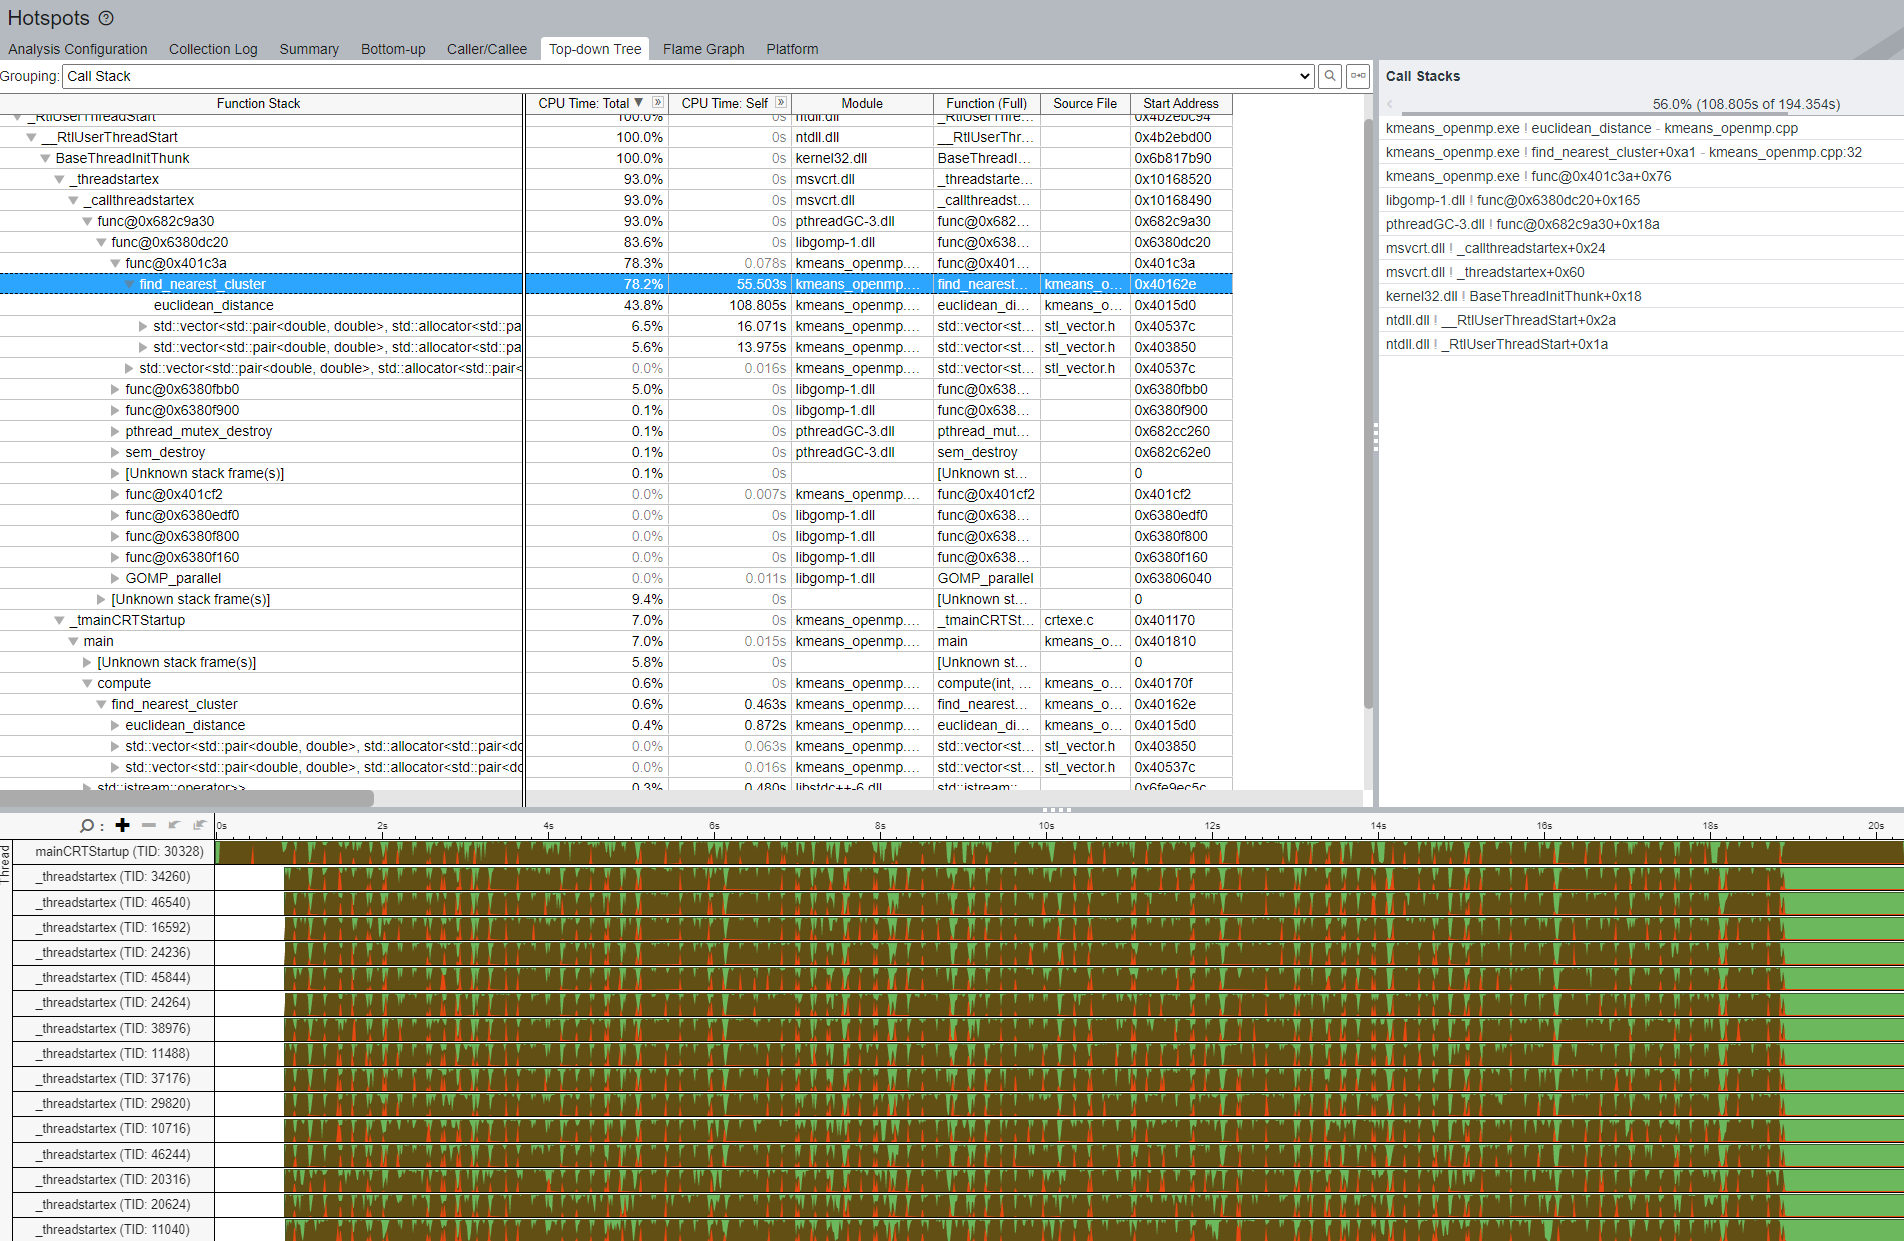 Hotspots ?
Analysis Configuration Collection Log Summary Bottom-up Caller/Callee Top-down Tree Flame Graph Platform
Grouping: Call Stack
Function Stack CPU Time: Total CPU Time: Self Module Function (Full) Source File Start Address
_RtlUserThreadStart 100.0% 0s ntdll.dll _RtlUserThre... 0x4b2ebc94
__RtlUserThreadStart 100.0% 0s ntdll.dll __RtlUserThr... 0x4b2ebd00
BaseThreadInitThunk 100.0% 0s kernel32.dll BaseThreadI... 0x6b817b90
_threadstartex 93.0% 0s msvcrt.dll _threadstarte... 0x10168520
_callthreadstartex 93.0% 0s msvcrt.dll _callthreadst... 0x10168490
func@0x682c9a30 93.0% 0s pthreadGC-3.dll func@0x682... 0x682c9a30
func@0x6380dc20 83.6% 0s libgomp-1.dll func@0x638... 0x6380dc20
func@0x401c3a 78.3% 0.078s kmeans_openmp.... func@0x401... 0x401c3a
find_nearest_cluster 78.2% 55.503s kmeans_openmp.... find_nearest... kmeans_o... 0x40162e
euclidean_distance 43.8% 108.805s kmeans_openmp.... euclidean_di... kmeans_o... 0x4015d0
std::vector<std::pair<double, double>, std::allocator<std::pa 6.5% 16.071s kmeans_openmp.... std::vector<st... stl_vector.h 0x40537c
std::vector<std::pair<double, double>, std::allocator<std::pa 5.6% 13.975s kmeans_openmp.... std::vector<st... stl_vector.h 0x403850
std::vector<std::pair<double, double>, std::allocator<std::pair< 0.0% 0.016s kmeans_openmp.... std::vector<st... stl_vector.h 0x40537c
func@0x6380fbb0 5.0% 0s libgomp-1.dll func@0x638... 0x6380fbb0
func@0x6380f900 0.1% 0s libgomp-1.dll func@0x638... 0x6380f900
pthread_mutex_destroy 0.1% 0s pthreadGC-3.dll pthread_mut... 0x682cc260
sem_destroy 0.1% 0s pthreadGC-3.dll sem_destroy 0x682c62e0
[Unknown stack frame(s)] 0.1% 0s [Unknown st... 0
func@0x401cf2 0.0% 0.007s kmeans_openmp.... func@0x401cf2 0x401cf2
func@0x6380edf0 0.0% 0s libgomp-1.dll func@0x638... 0x6380edf0
func@0x6380f800 0.0% 0s libgomp-1.dll func@0x638... 0x6380f800
func@0x6380f160 0.0% 0s libgomp-1.dll func@0x638... 0x6380f160
GOMP_parallel 0.0% 0.011s libgomp-1.dll GOMP_parallel 0x63806040
[Unknown stack frame(s)] 9.4% 0s [Unknown st... 0
_tmainCRTStartup 7.0% 0s kmeans_openmp.... _tmainCRTSt... crtexe.c 0x401170
main 7.0% 0.015s kmeans_openmp.... main kmeans_o... 0x401810
[Unknown stack frame(s)] 5.8% 0s [Unknown st... 0
compute 0.6% 0s kmeans_openmp.... compute(int, ... kmeans_o... 0x40170f
find_nearest_cluster 0.6% 0.463s kmeans_openmp.... find_nearest... kmeans_o... 0x40162e
euclidean_distance 0.4% 0.872s kmeans_openmp.... euclidean_di... kmeans_o... 0x4015d0
std::vector<std::pair<double, double>, std::allocator<std::pair<dc 0.0% 0.063s kmeans_openmp.... std::vector<st... stl_vector.h 0x403850
std::vector<std::pair<double, double>, std::allocator<std::pair<dc 0.0% 0.016s kmeans_openmp.... std::vector<st... stl_vector.h 0x40537c
std::istream::operator>> 0.3% 0.480s libstdc++-6.dll std::istream:: 0x6fe9ec5c
Call Stacks
56.0% (108.805s of 194.354s)
kmeans_openmp.exe ! euclidean_distance - kmeans_openmp.cpp
kmeans_openmp.exe ! find_nearest_cluster+0xa1 - kmeans_openmp.cpp:32
kmeans_openmp.exe ! func@0x401c3a+0x76
libgomp-1.dll ! func@0x6380dc20+0x165
pthreadGC-3.dll ! func@0x682c9a30+0x18a
msvcrt.dll ! _callthreadstartex+0x24
msvcrt.dll ! _threadstartex+0x60
kernel32.dll ! BaseThreadInitThunk+0x18
ntdll.dll ! __RtlUserThreadStart+0x2a
ntdll.dll ! _RtlUserThreadStart+0x1a
0s 2s 4s 6s 8s 10s 12s 14s 16s 18s 20s
Thread
mainCRTStartup (TID: 30328)
_threadstartex (TID: 34260)
_threadstartex (TID: 46540)
_threadstartex (TID: 16592)
_threadstartex (TID: 24236)
_threadstartex (TID: 45844)
_threadstartex (TID: 24264)
_threadstartex (TID: 38976)
_threadstartex (TID: 11488)
_threadstartex (TID: 37176)
_threadstartex (TID: 29820)
_threadstartex (TID: 10716)
_threadstartex (TID: 46244)
_threadstartex (TID: 20316)
_threadstartex (TID: 20624)
_threadstartex (TID: 11040)